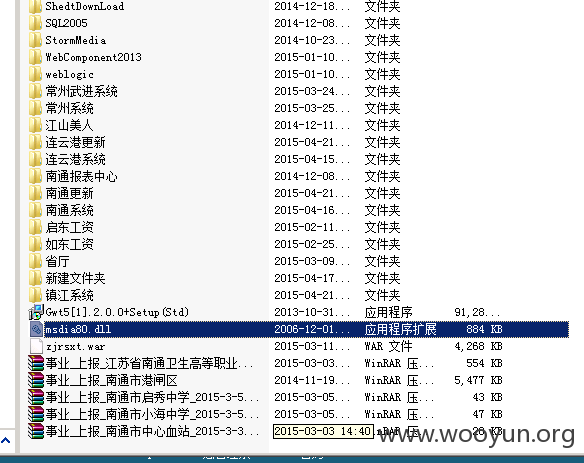 ShedtDownLoad 2014-12-18... 文件夹
SQL2005 2014-12-08... 文件夹
StormMedia 2014-10-23... 文件夹
WebComponent2013 2015-01-10... 文件夹
weblogic 2015-01-10... 文件夹
常州武进系统 2015-03-24... 文件夹
常州系统 2015-03-25... 文件夹
江山美人 2014-12-11... 文件夹
连云港更新 2015-04-21... 文件夹
连云港系统 2015-04-15... 文件夹
南通报表中心 2014-12-08... 文件夹
南通更新 2015-04-21... 文件夹
南通系统 2015-04-16... 文件夹
启东工资 2015-02-11... 文件夹
如东工资 2015-02-25... 文件夹
省厅 2015-03-09... 文件夹
新建文件夹 2015-04-17... 文件夹
镇江系统 2015-04-21... 文件夹
Gwt5[1].2.0.0+Setup(Std) 2013-10-31... 应用程序 91,28...
msdia80.dll 2006-12-01... 应用程序扩展 884 KB
zjrsxt.war 2015-03-11... WAR 文件 4,268 KB
事业_上报_江苏省南通卫生高等职业... 2015-03-03... WinRAR 压... 554 KB
事业_上报_南通市港闸区 2014-11-19... WinRAR 压... 5,477 KB
事业_上报_南通市启秀中学_2015-3-5... 2015-03-05... WinRAR 压... 43 KB
事业_上报_南通市小海中学_2015-3-5... 2015-03-05... WinRAR 压... 47 KB
事业_上报_南通市中心血站_2015-3-3... 2015-03-03 14:40 nRAR 压... KB
www.wooyun.org